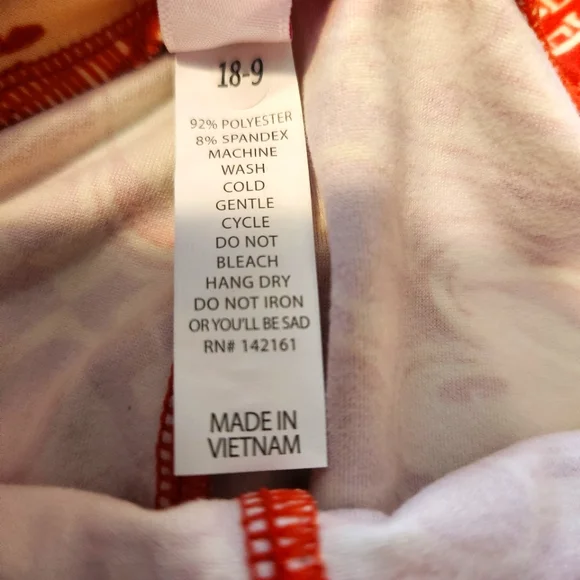 18-9
92% POLYESTER
8% SPANDEX
MACHINE
WASH
COLD
GENTLE
CYCLE
DO NOT
BLEACH
HANG DRY
DO NOT IRON
OR YOU'LL BE SAD
RN# 142161
MADE IN
VIETNAM